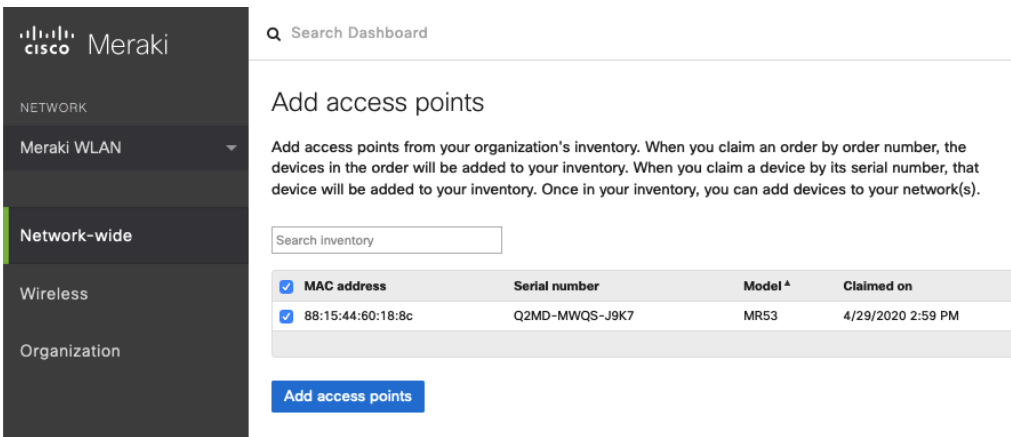 cisco Meraki
Search Dashboard
NETWORK
Meraki WLAN
Network-wide
Wireless
Organization
Add access points
Add access points from your organization's inventory. When you claim an order by order number, the
devices in the order will be added to your inventory. When you claim a device by its serial number, that
device will be added to your inventory. Once in your inventory, you can add devices to your network(s).
Search inventory
MAC address Serial number Model Claimed on
88:15:44:60:18:8c Q2MD-MWQS-J9K7 MR53 4/29/2020 2:59 PM
Add access points